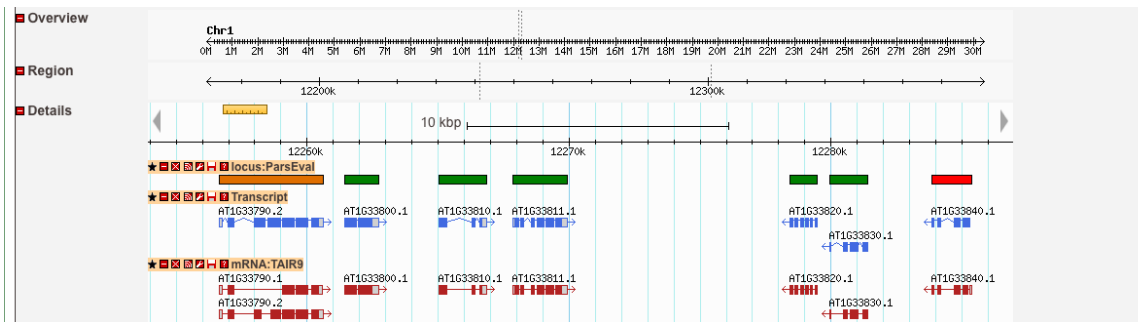 Overview
Chr1
0M 1M 2M 3M 4M 5M 6M 7M 8M 9M 10M 11M 12M 13M 14M 15M 16M 17M 18M 19M 20M 21M 22M 23M 24M 25M 26M 27M 28M 29M 30M
Region
12200k 12300k
Details
10 kbp
12260k 12270k 12280k
locus:ParsEval
Transcript
AT1G33790.2 AT1G33800.1 AT1G33810.1 AT1G33811.1 AT1G33820.1 AT1G33840.1
AT1G33830.1
mRNA:TAIR9
AT1G33790.1 AT1G33800.1 AT1G33810.1 AT1G33811.1 AT1G33820.1 AT1G33840.1
AT1G33790.2 AT1G33830.1